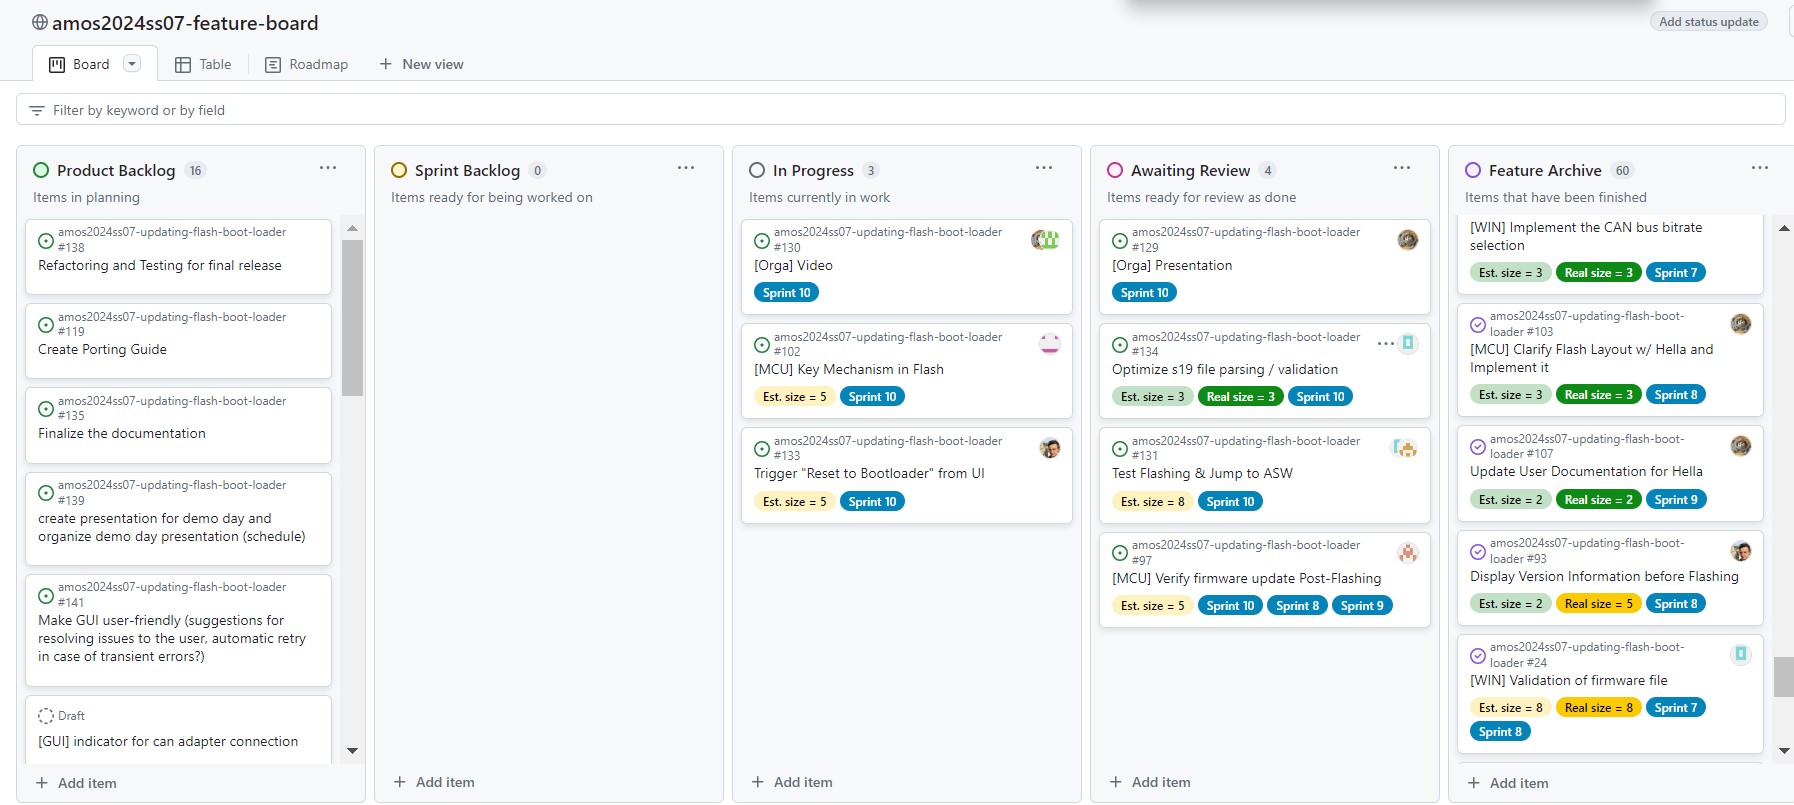 amos2024ss07-feature-board
Add status update
Board
Table
Roadmap
New view
Filter by keyword or by field
Product Backlog 16
Items in planning
amos2024ss07-updating-flash-boot-loader
#138
Refactoring and Testing for final release
amos2024ss07-updating-flash-boot-loader
#119
Create Porting Guide
amos2024ss07-updating-flash-boot-loader
#135
Finalize the documentation
amos2024ss07-updating-flash-boot-loader
#139
create presentation for demo day and
organize demo day presentation (schedule)
amos2024ss07-updating-flash-boot-loader
#141
Make GUI user-friendly (suggestions for
resolving issues to the user, automatic retry
in case of transient errors?)
Draft
[GUI] indicator for can adapter connection
Add item
Sprint Backlog 0
Items ready for being worked on
Add item
In Progress 3
Items currently in work
amos2024ss07-updating-flash-boot-loader
#130
[Orga] Video
Sprint 10
amos2024ss07-updating-flash-boot-loader
#102
[MCU] Key Mechanism in Flash
Est. size = 5 Sprint 10
amos2024ss07-updating-flash-boot-loader
#133
Trigger "Reset to Bootloader" from UI
Est. size = 5 Sprint 10
Add item
Awaiting Review 4
Items ready for review as done
amos2024ss07-updating-flash-boot-loader
#129
[Orga] Presentation
Sprint 10
amos2024ss07-updating-flash-boot-loader
#134
Optimize s19 file parsing / validation
Est. size = 3 Real size = 3 Sprint 10
amos2024ss07-updating-flash-boot-loader
#131
Test Flashing & Jump to ASW
Est. size = 8 Sprint 10
amos2024ss07-updating-flash-boot-loader
#97
[MCU] Verify firmware update Post-Flashing
Est. size = 5 Sprint 10 Sprint 8 Sprint 9
Add item
Feature Archive 60
Items that have been finished
[WIN] Implement the CAN bus bitrate
selection
Est. size = 3 Real size = 3 Sprint 7
amos2024ss07-updating-flash-boot-
loader #103
[MCU] Clarify Flash Layout w/ Hella and
Implement it
Est. size = 3 Real size = 3 Sprint 8
amos2024ss07-updating-flash-boot-
loader #107
Update User Documentation for Hella
Est. size = 2 Real size = 2 Sprint 9
amos2024ss07-updating-flash-boot-
loader #93
Display Version Information before Flashing
Est. size = 2 Real size = 5 Sprint 8
amos2024ss07-updating-flash-boot-
loader #24
[WIN] Validation of firmware file
Est. size = 8 Real size = 8 Sprint 7
Sprint 8
Add item